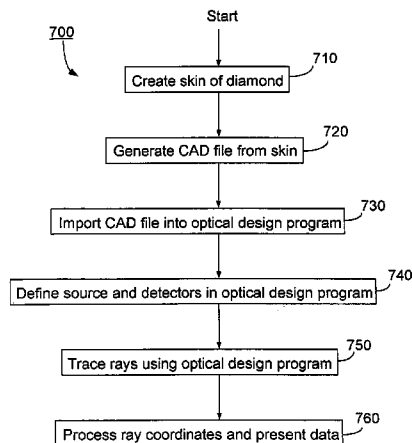 Start
700
710
Create skin of diamond
720
Generate CAD file from skin
730
Import CAD file into optical design program
740
Define source and detectors in optical design program
750
Trace rays using optical design program
760
Process ray coordinates and present data